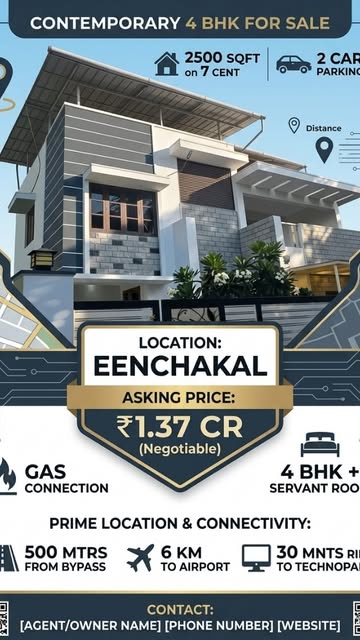 CONTEMPORARY 4 BHK FOR SALE
2500 SQFT
on 7 CENT
2 CAR
PARKING
Distance
LOCATION:
EENCHAKAL
ASKING PRICE:
₹1.37 CR
(Negotiable)
GAS
CONNECTION
4 BHK +
SERVANT ROO
PRIME LOCATION & CONNECTIVITY:
500 MTRS
FROM BYPASS
6 KM
TO AIRPORT
30 MNTS RI
TO TECHNOPA
CONTACT:
[AGENT/OWNER NAME] [PHONE NUMBER] [WEBSITE]